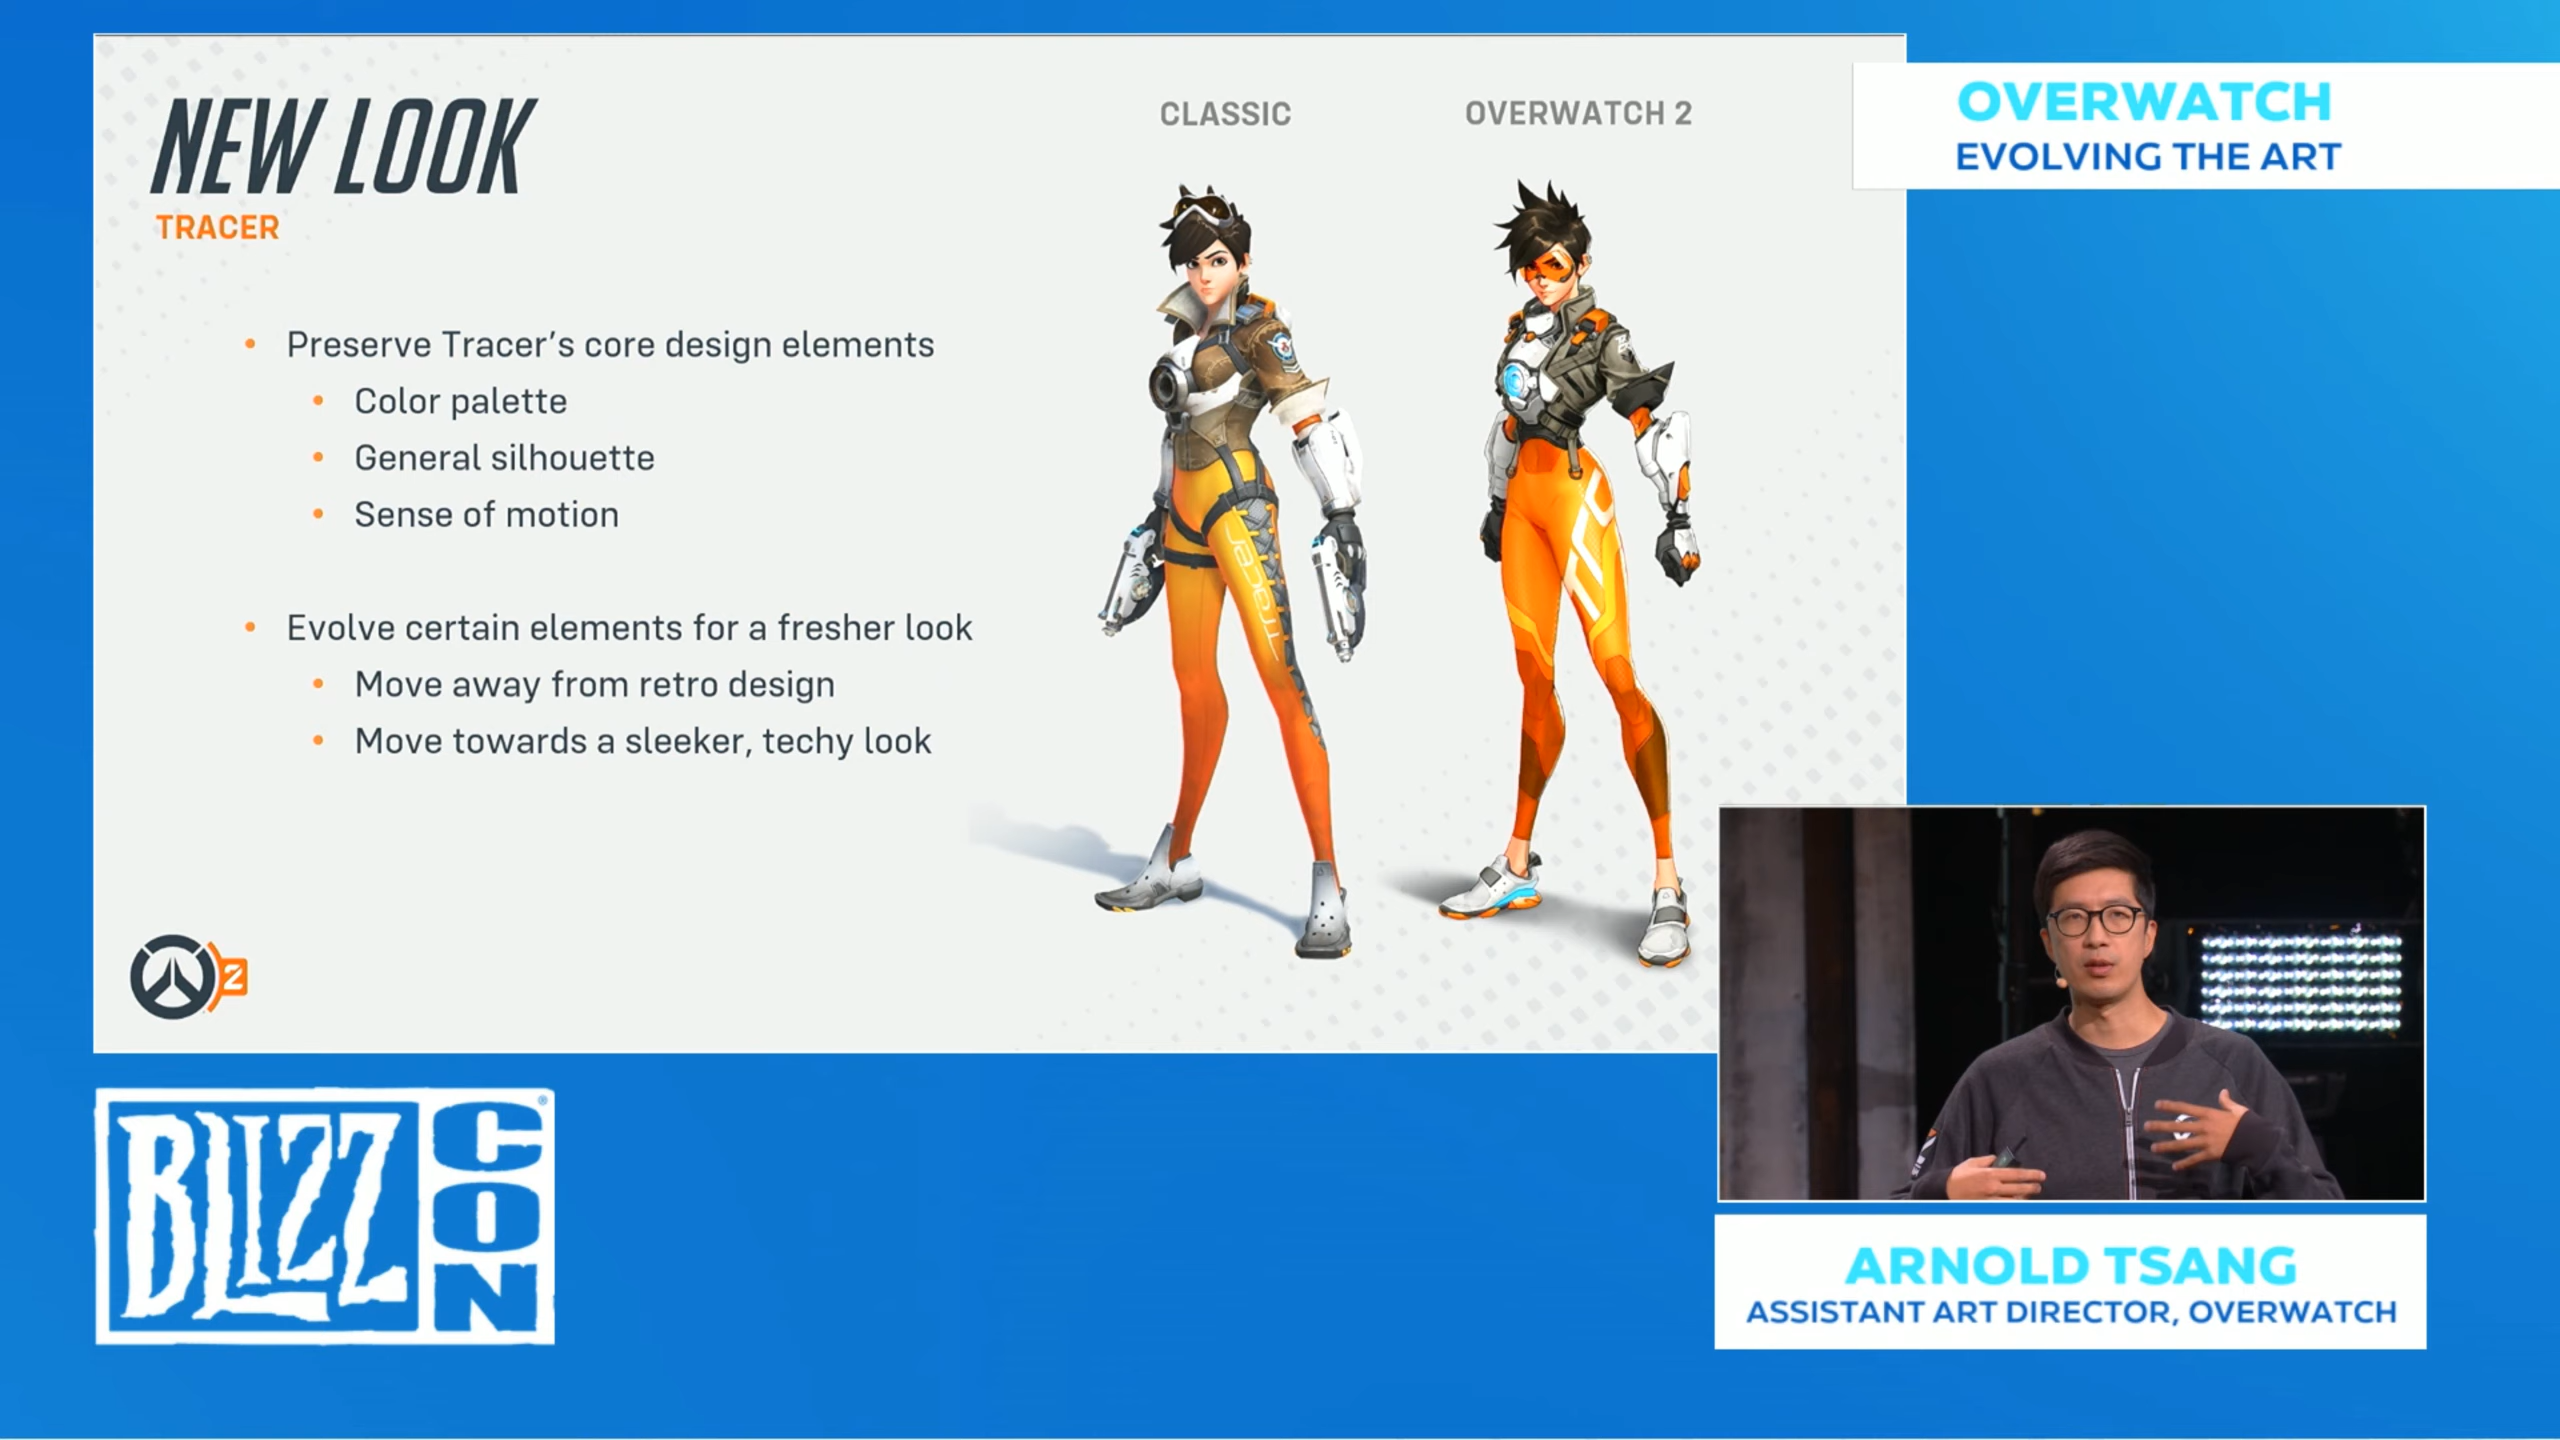 NEW LOOK
TRACER
CLASSIC
OVERWATCH 2
OVERWATCH
EVOLVING THE ART
• Preserve Tracer’s core design elements
• Color palette
• General silhouette
• Sense of motion
• Evolve certain elements for a fresher look
• Move away from retro design
• Move towards a sleeker, techy look
Tracer
2
BLIZZ
CON
®
ARNOLD TSANG
ASSISTANT ART DIRECTOR, OVERWATCH